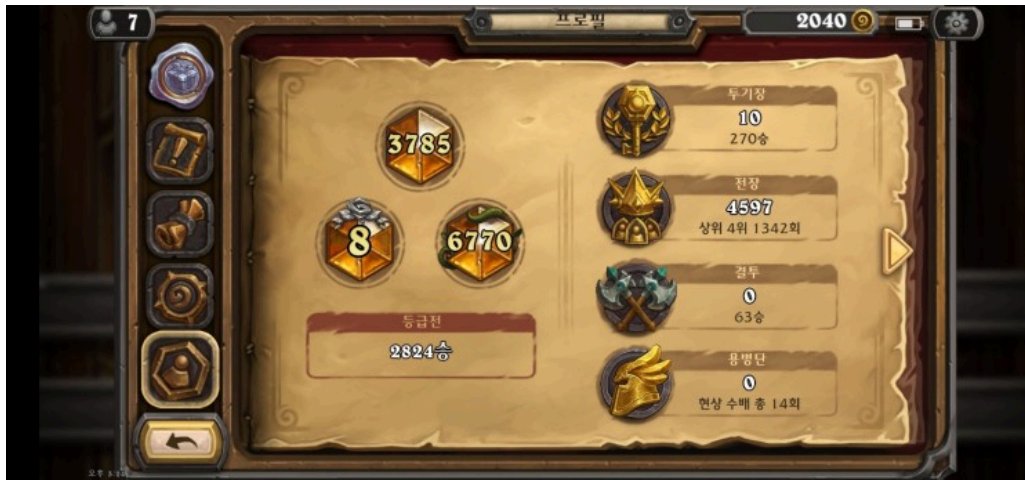 7
프로필
2040
3785
8
6770
등급전
2824승
투기장
10
270승
전장
4597
상위 4위 1342회
결투
0
63승
용병단
0
현상 수배 총 14회
오후